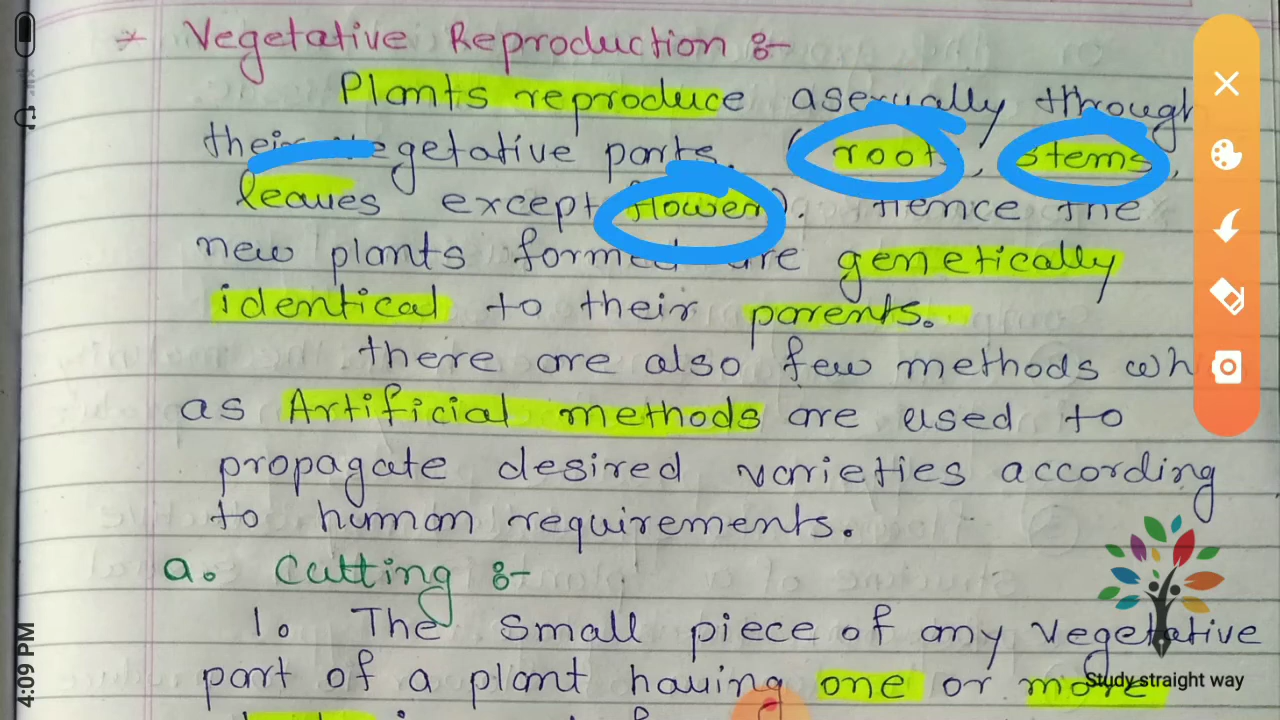 * Vegetative Reproduction :-
Plants reproduce asexually through
their vegetative parts. (root, stems,
leaves except flower). Hence the
new plants formed are genetically
identical to their parents.
there are also few methods wh
as Artificial methods are used to
propagate desired varieties according
to human requirements.
a. Cutting :-
1. The small piece of any vegetative
part of a plant having one or more
Study straight way
4:09 PM